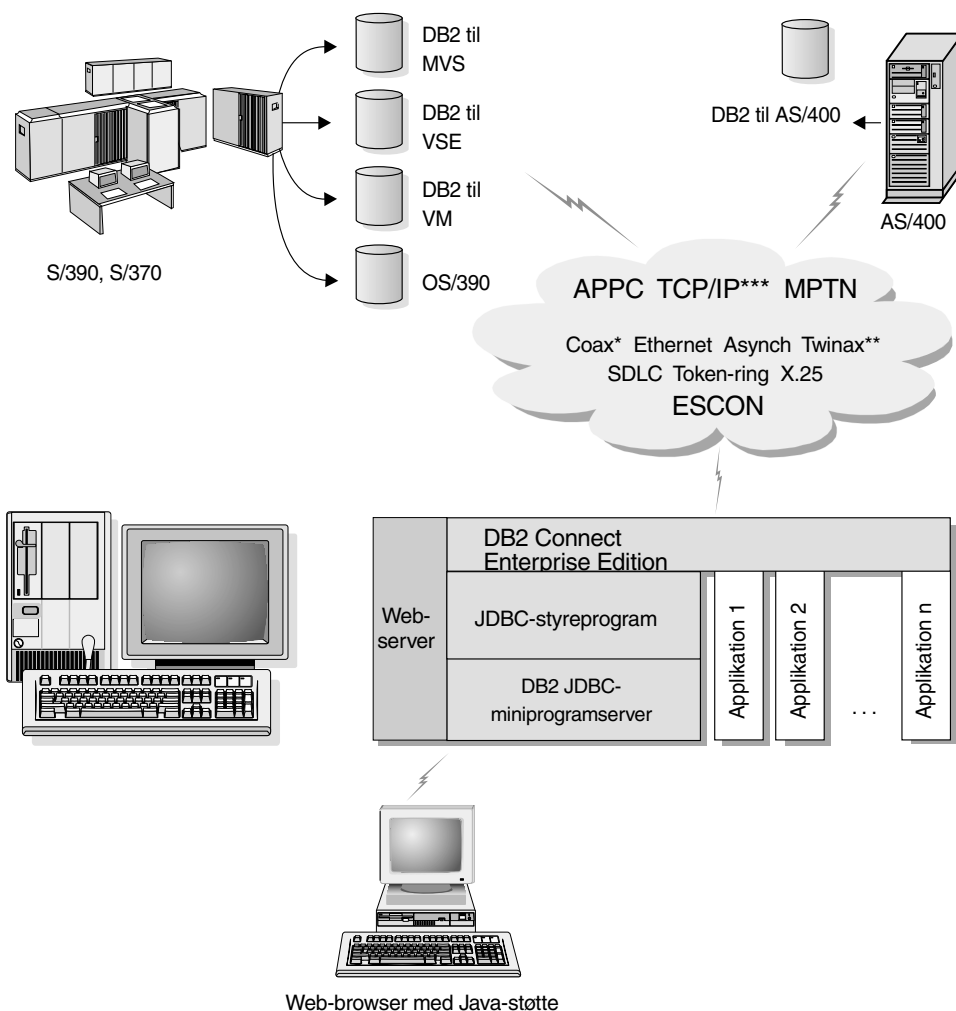 DB2 til
MVS
DB2 til
VSE
DB2 til
VM
OS/390
S/390, S/370
DB2 til AS/400
AS/400
APPC TCP/IP*** MPTN
Coax* Ethernet Asynch Twinax**
SDLC Token-ring X.25
ESCON
Web-
server
DB2 Connect
Enterprise Edition
JDBC-styreprogram
DB2 JDBC-
miniprogramserver
Applikation 1
Applikation 2
...
Applikation n
Web-browser med Java-støtte